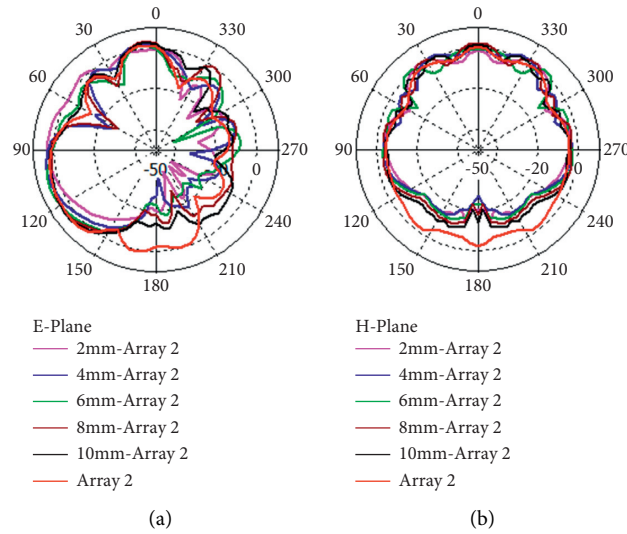 0
30
330
60
300
90
50
0
270
120
240
150
210
180
E-Plane
2mm-Array 2
4mm-Array 2
6mm-Array 2
8mm-Array 2
10mm-Array 2
Array 2
(a)
0
30
330
60
300
90
-50
-20
0
270
120
240
150
210
180
H-Plane
2mm-Array 2
4mm-Array 2
6mm-Array 2
8mm-Array 2
10mm-Array 2
Array 2
(b)